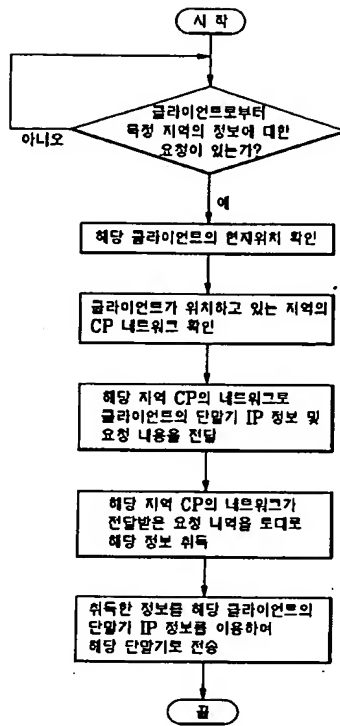 시 작
클라이언트로부터
특정 지역의 정보에 대한
요청이 있는가?
아니오
예
해당 클라이언트의 현재위치 확인
클라이언트가 위치하고 있는 지역의
CP 네트워크 확인
해당 지역 CP의 네트워크로
클라이언트의 단말기 IP 정보 및
요청 내용을 전달
해당 지역 CP의 네트워크가
전달받은 요청 내역을 토대로
해당 정보 취득
취득한 정보를 해당 클라이언트의
단말기 IP 정보를 이용하여
해당 단말기로 전송
끝